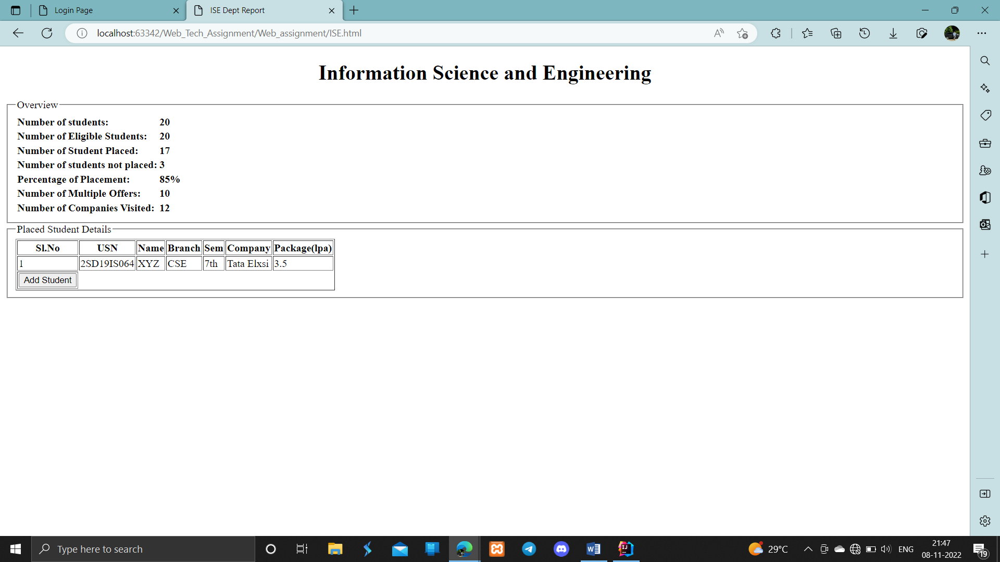 Login Page
ISE Dept Report
localhost:63342/Web_Tech_Assignment/Web_assignment/ISE.html
Information Science and Engineering
Overview
Number of students: 20
Number of Eligible Students: 20
Number of Student Placed: 17
Number of students not placed: 3
Percentage of Placement: 85%
Number of Multiple Offers: 10
Number of Companies Visited: 12
Placed Student Details
Sl.No USN Name Branch Sem Company Package(lpa)
1 2SD19IS064 XYZ CSE 7th Tata Elxsi 3.5
Add Student
Type here to search
29°C
ENG
21:47
08-11-2022
19